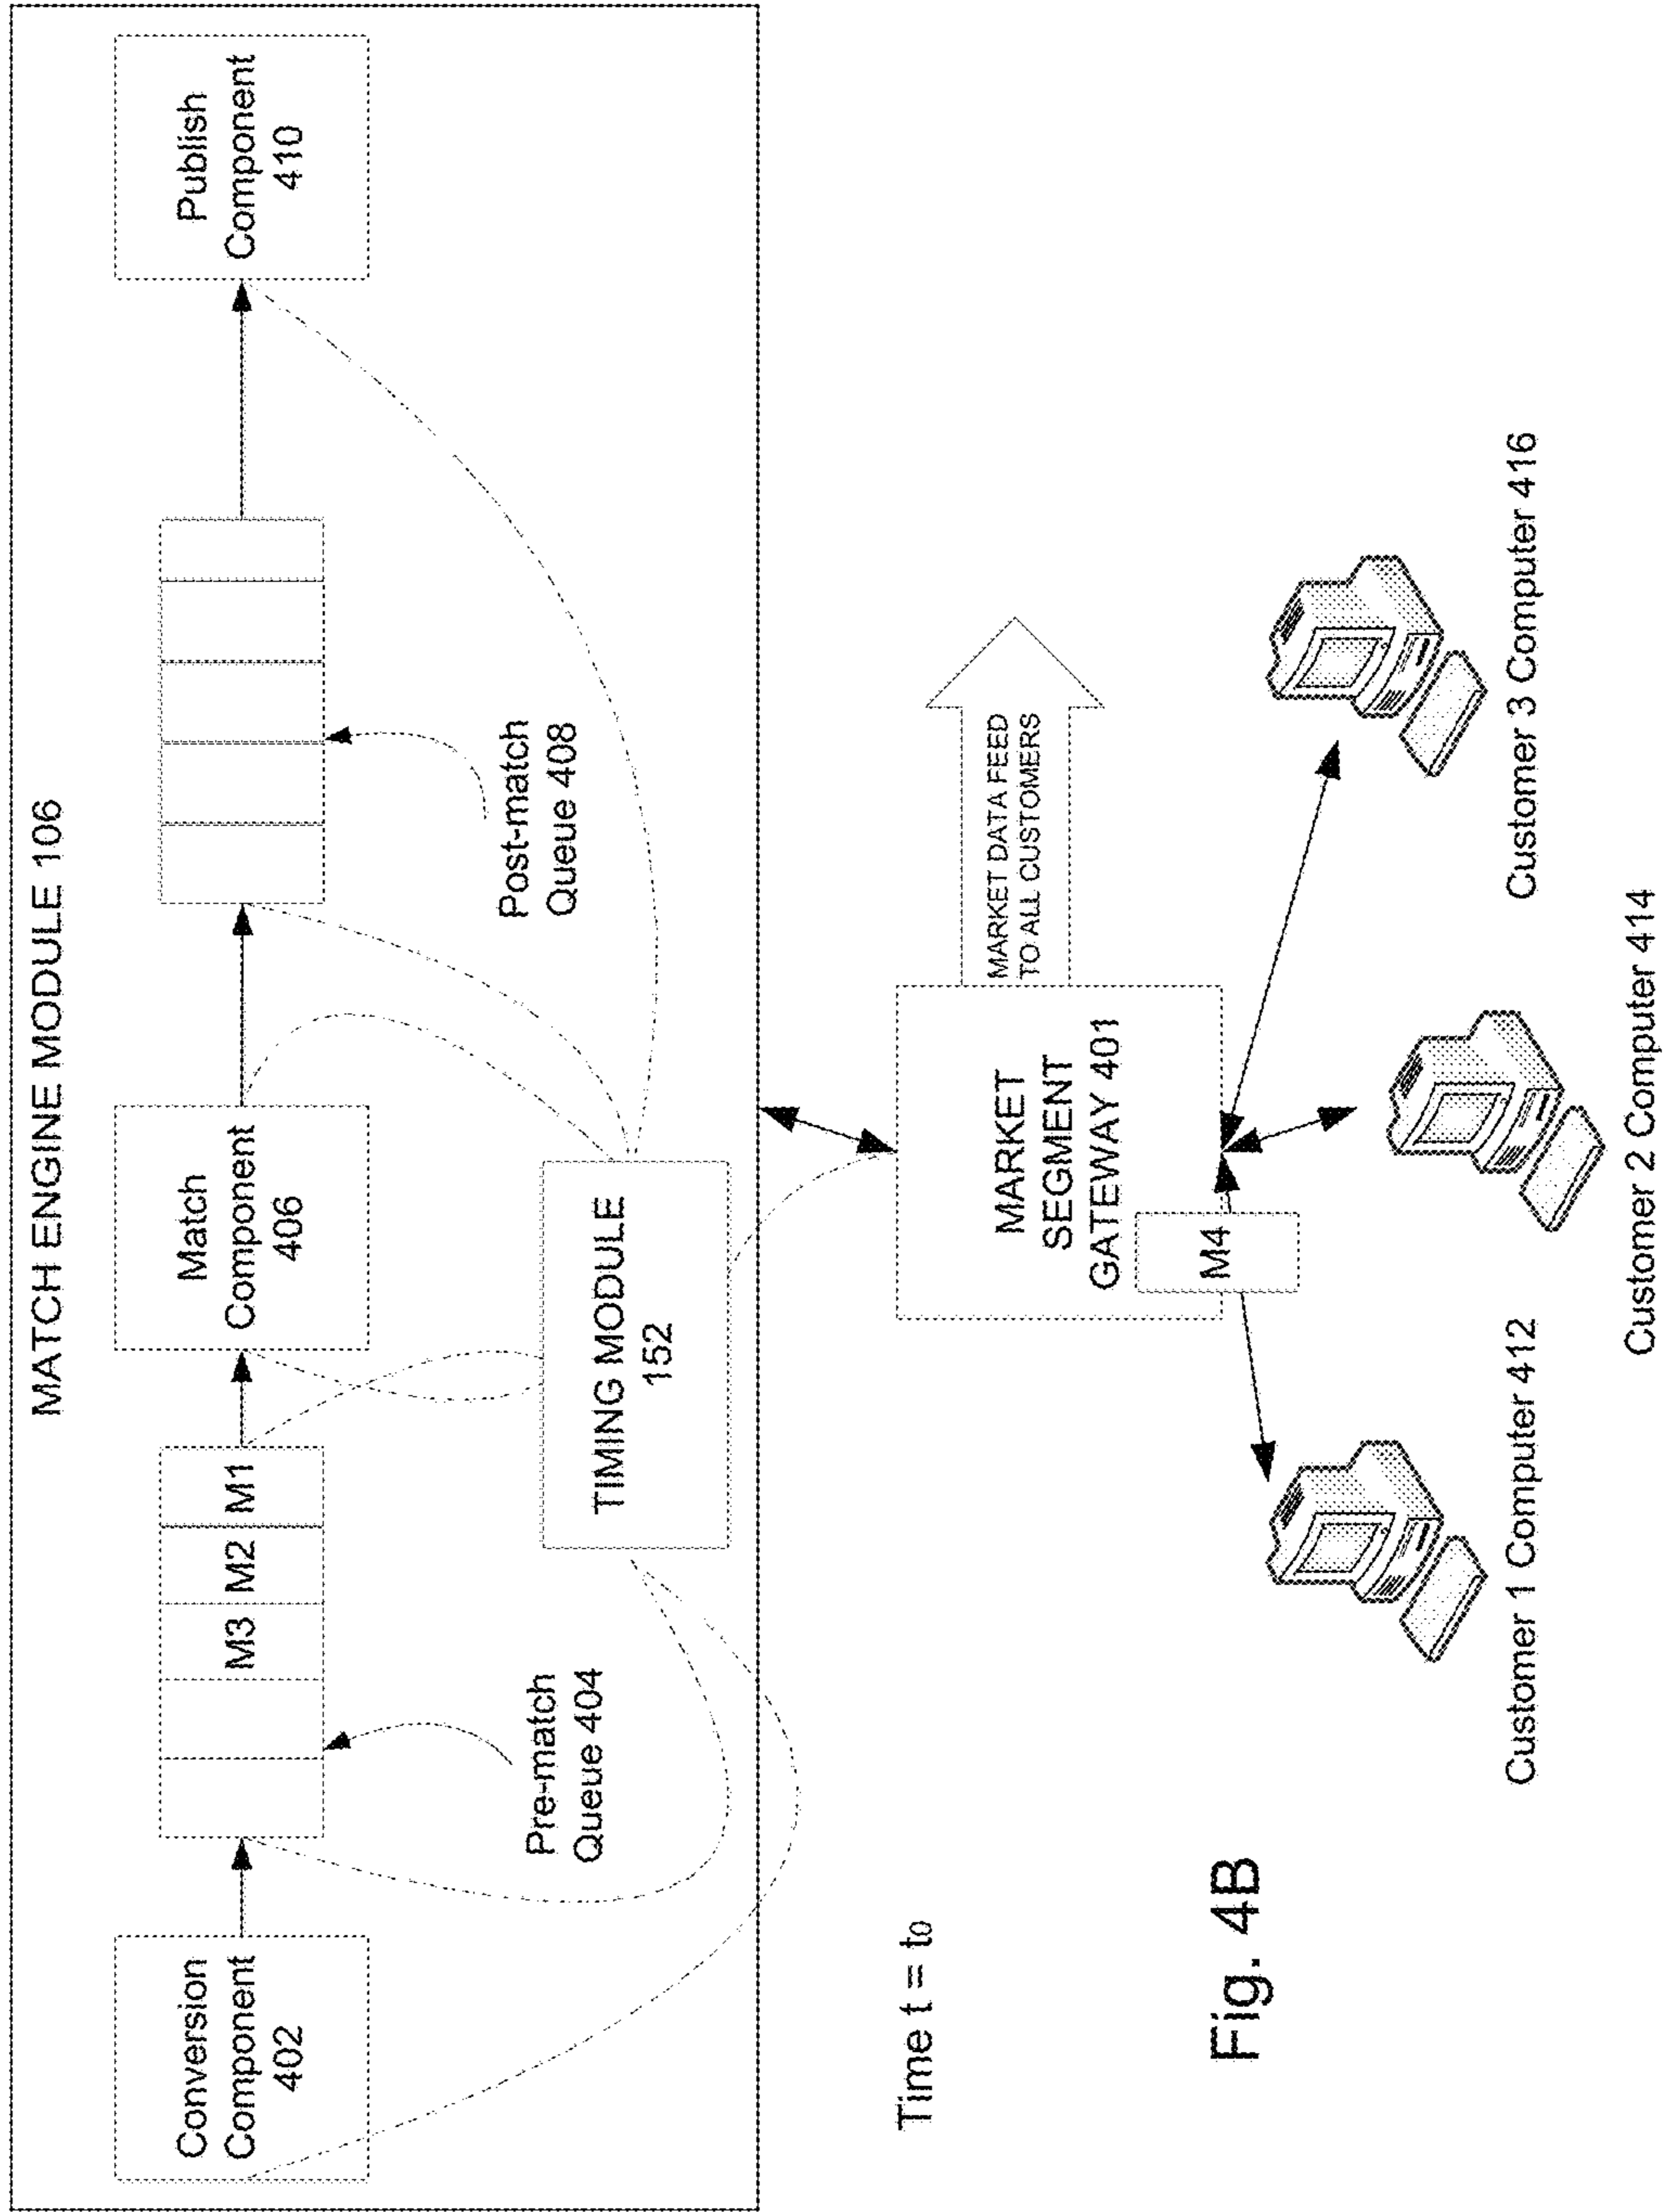 MATCH ENGINE MODULE 106
Conversion
Component
402
M3
M2
M1
Pre-match
Queue 404
Match
Component
406
Post-match
Queue 408
Publish
Component
410
TIMING MODULE
152
Time t = t0
MARKET
SEGMENT
GATEWAY 401
M4
MARKET DATA FEED
TO ALL CUSTOMERS
Customer 1 Computer 412
Customer 2 Computer 414
Customer 3 Computer 416
Fig. 4B